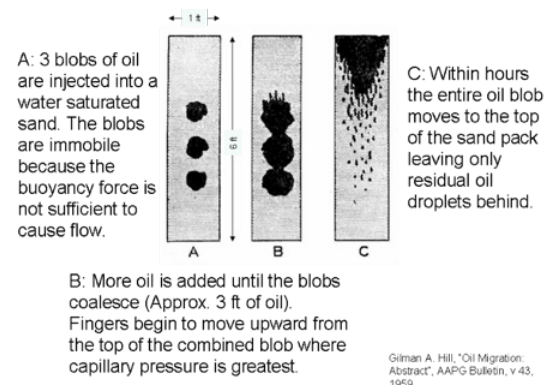 1 ft
A: 3 blobs of oil
are injected into a
water saturated
sand. The blobs
are immobile
because the
buoyancy force is
not sufficient to
cause flow.
6 ft
C: Within hours
the entire oil blob
moves to the top
of the sand pack
leaving only
residual oil
droplets behind.
A
B
C
B: More oil is added until the blobs
coalesce (Approx. 3 ft of oil).
Fingers begin to move upward from
the top of the combined blob where
capillary pressure is greatest.
Gilman A. Hill, "Oil Migration:
Abstract", AAPG Bulletin, v 43,
1959